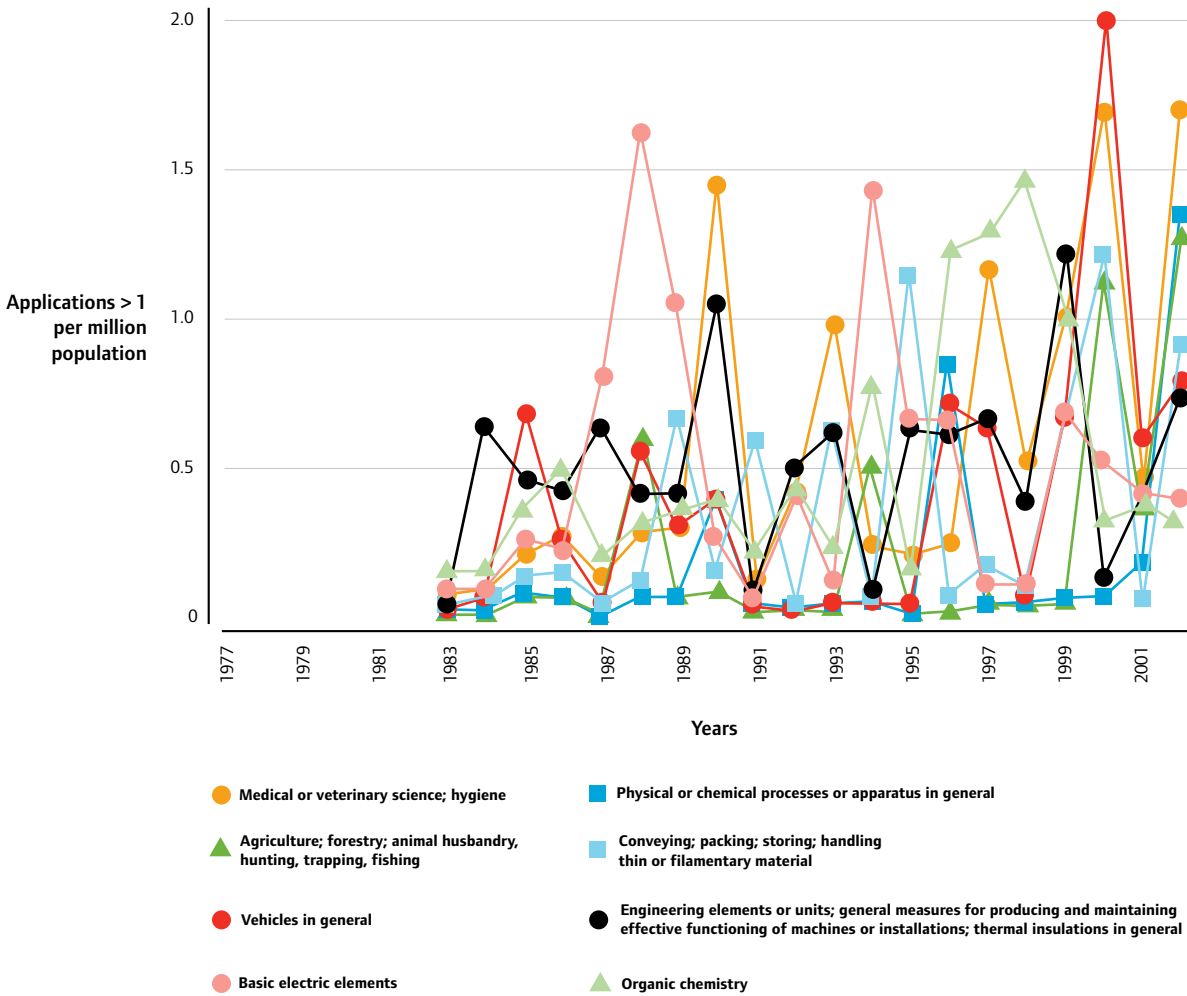 2.0
1.5
Applications > 1
per million
population
1.0
0.5
0
1977
1979
1981
1983
1985
1987
1989
1991
1993
1995
1997
1999
2001
Years
Medical or veterinary science; hygiene
Physical or chemical processes or apparatus in general
Agriculture; forestry; animal husbandry,
hunting, trapping, fishing
Conveying; packing; storing; handling
thin or filamentary material
Vehicles in general
Engineering elements or units; general measures for producing and maintaining
effective functioning of machines or installations; thermal insulations in general
Basic electric elements
Organic chemistry